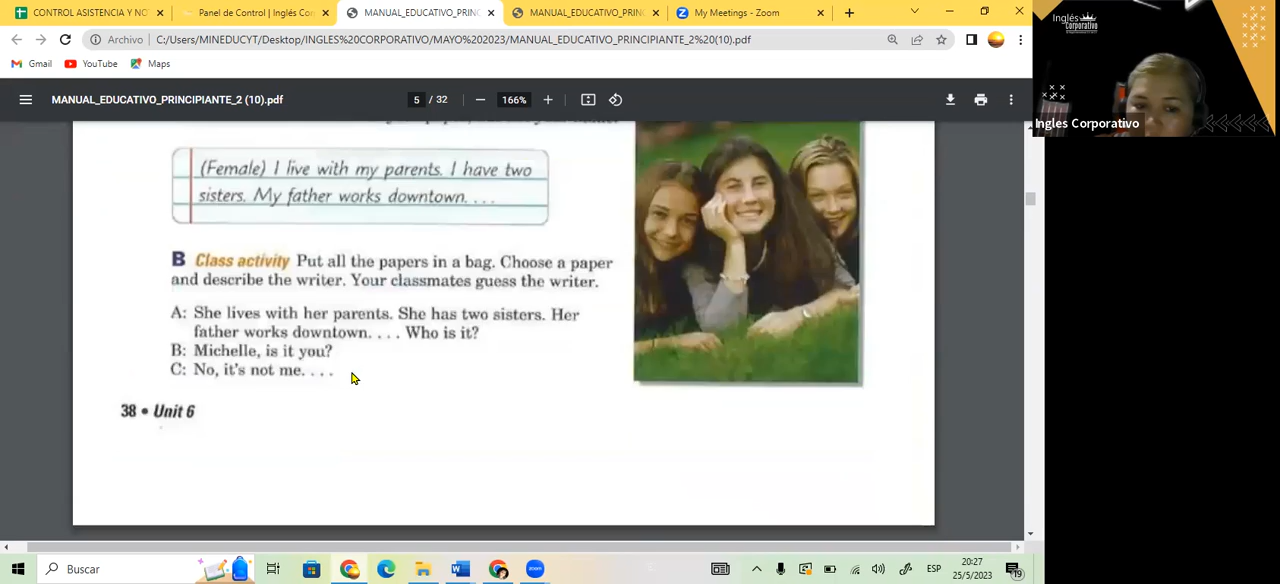 CONTROL ASISTENCIA Y NO
Panel de Control | Inglés Cor
MANUAL_EDUCATIVO_PRINC
MANUAL_EDUCATIVO_PRINC
My Meetings - Zoom
Archivo
C:/Users/MINEDUCYT/Desktop/INGLES%20CORPORATIVO/MAYO%202023/MANUAL_EDUCATIVO_PRINCIPIANTE_2%20(10).pdf
Gmail
YouTube
Maps
MANUAL_EDUCATIVO_PRINCIPIANTE_2 (10).pdf
5 / 32
166%
(Female) I live with my parents. I have two
sisters. My father works downtown. . . .
B Class activity Put all the papers in a bag. Choose a paper
and describe the writer. Your classmates guess the writer.
A: She lives with her parents. She has two sisters. Her
father works downtown. . . . Who is it?
B: Michelle, is it you?
C: No, it's not me. . . .
38 • Unit 6
Inglés
Corporativo
Ingles Corporativo
Buscar
ESP
20:27
25/5/2023
19